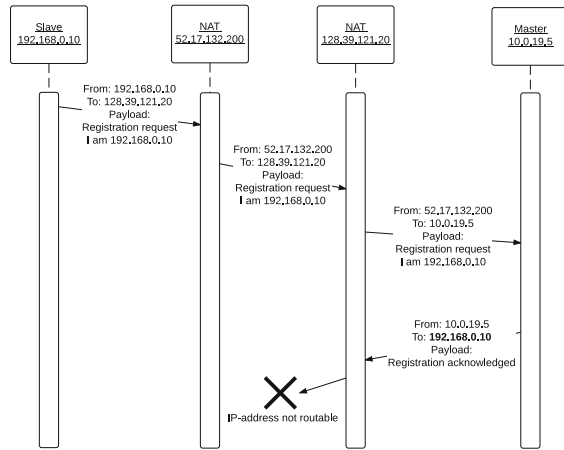 Slave
192.168.0.10
NAT
52.17.132.200
NAT
128.39.121.20
Master
10.0.19.5
From: 192.168.0.10
To: 128.39.121.20
Payload:
Registration request
I am 192.168.0.10
From: 52.17.132.200
To: 128.39.121.20
Payload:
Registration request
I am 192.168.0.10
From: 52.17.132.200
To: 10.0.19.5
Payload:
Registration request
I am 192.168.0.10
From: 10.0.19.5
To: 192.168.0.10
Payload:
Registration acknowledged
IP-address not routable